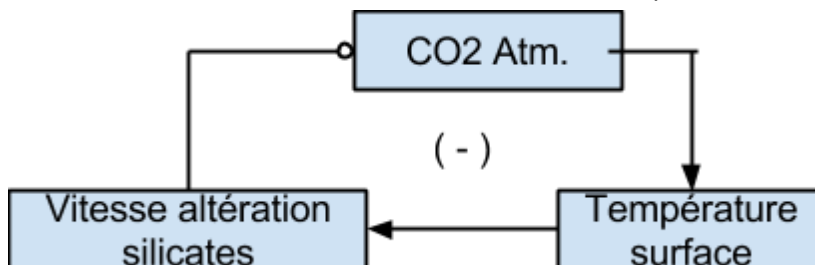 CO2 Atm.
( - )
Vitesse altération
silicates
Température
surface